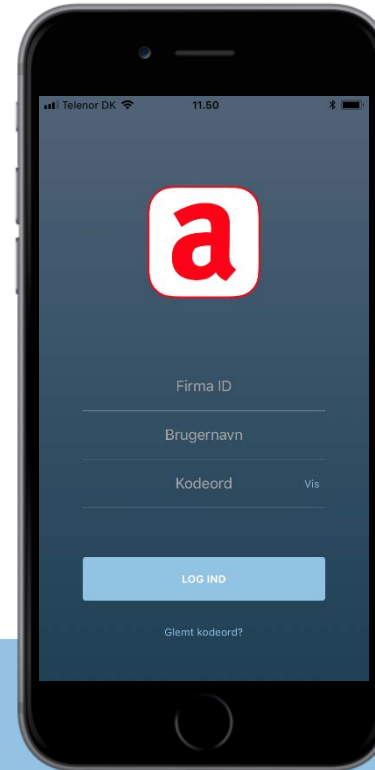 Telenor DK 11.50
a
Firma ID
Brugernavn
Kodeord Vis
LOG IND
Glemt kodeord?